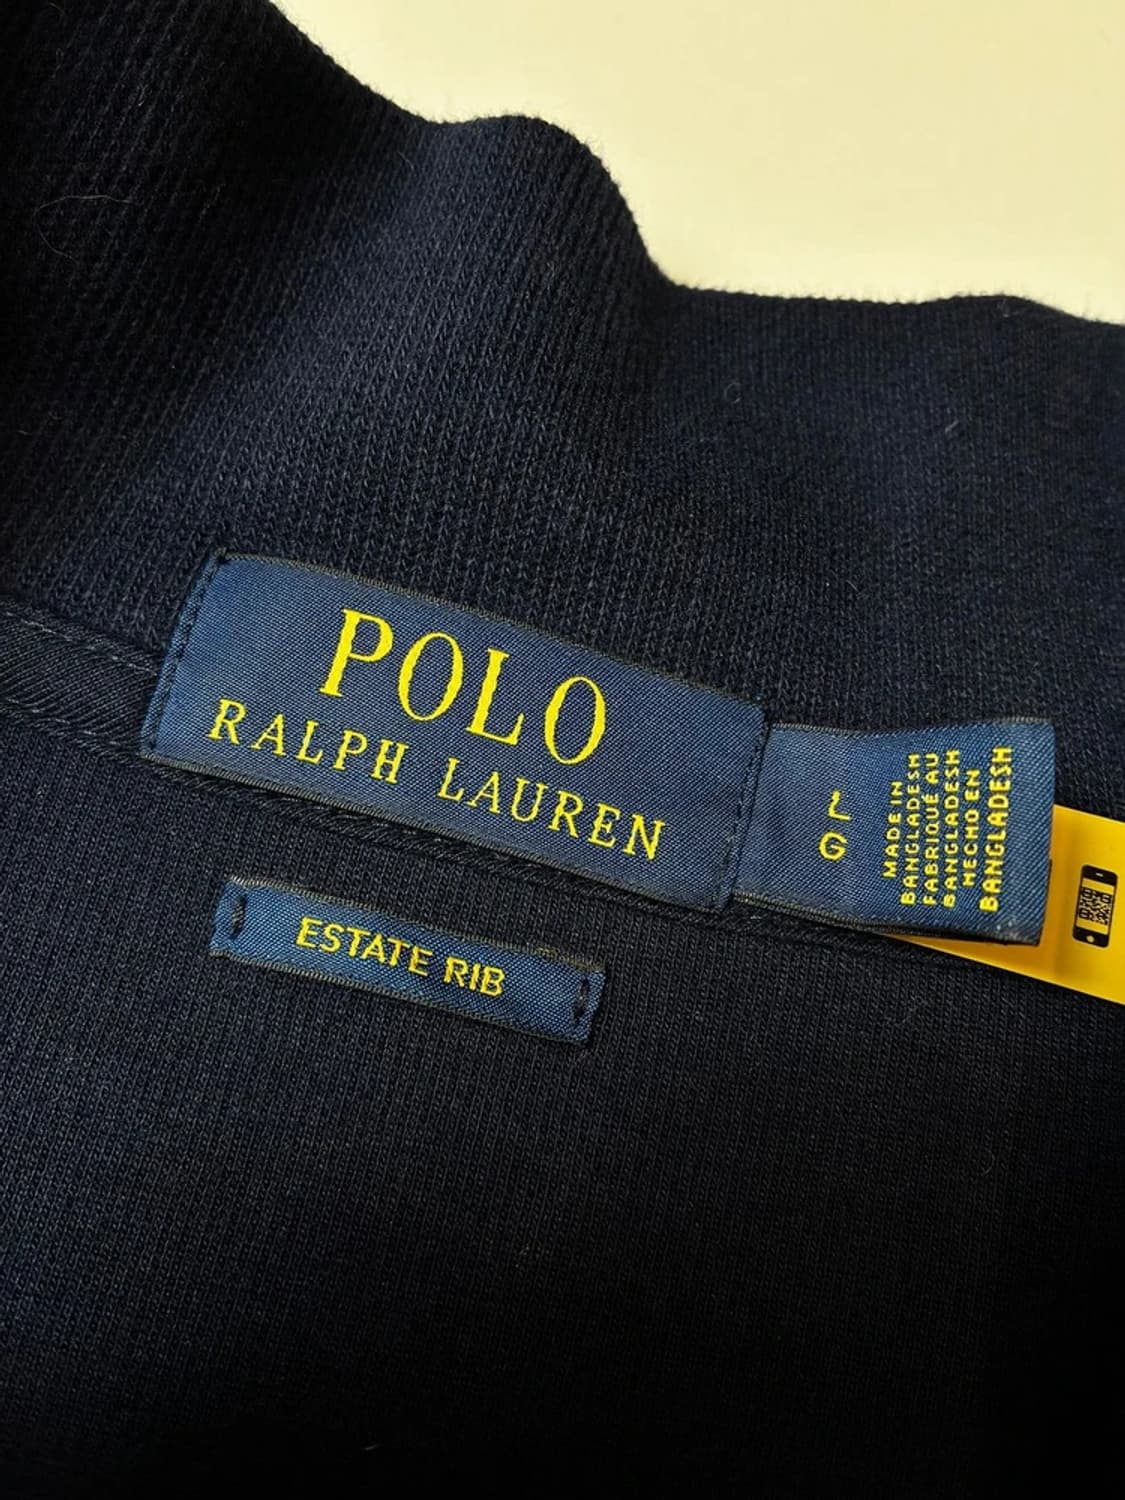 POLO
RALPH LAUREN
L
G
MADE IN
BANGLADESH
FABRIQUÉ AU
BANGLADESH
HECHO EN
BANGLADESH
ESTATE RIB